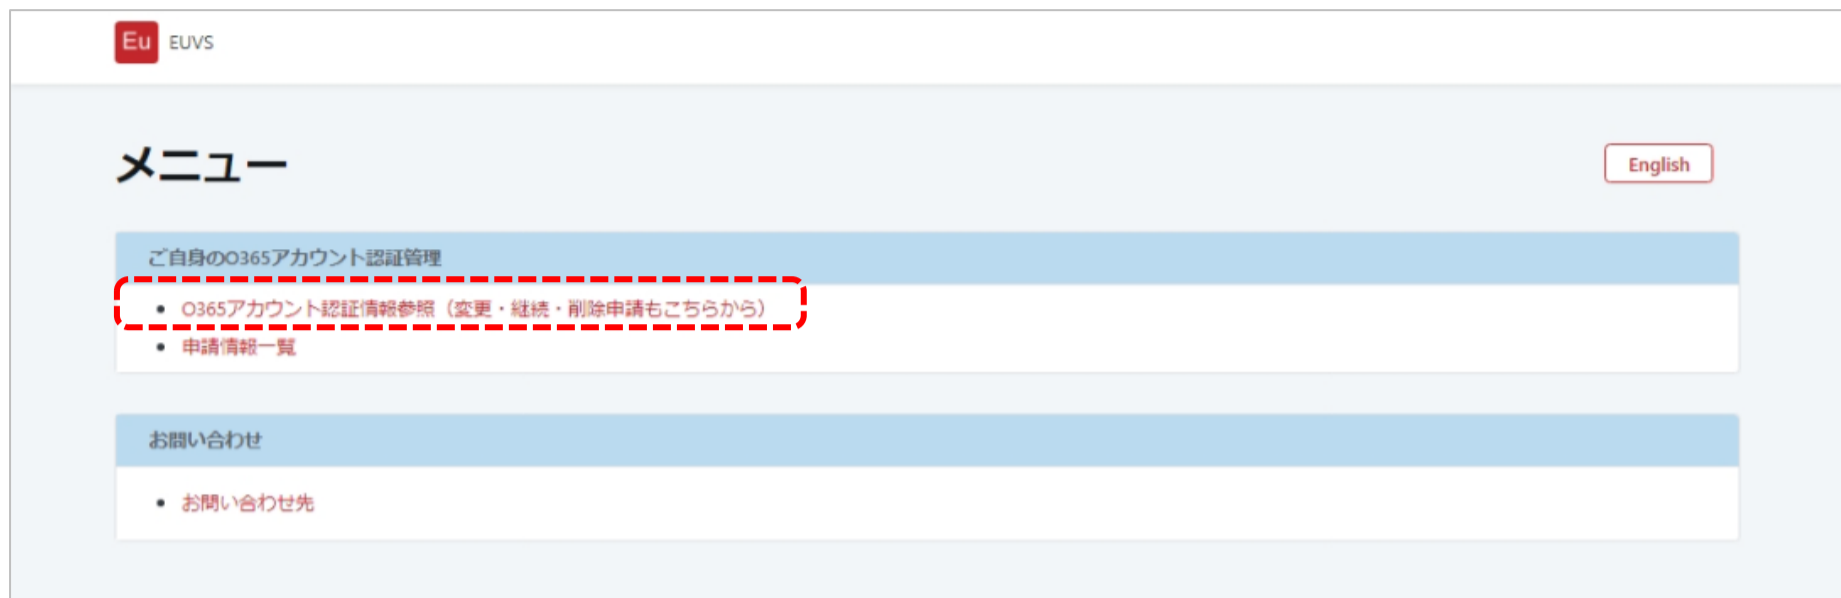 Eu EUVS
メニュー
English
ご自身のO365アカウント認証管理
• O365アカウント認証情報参照（変更・継続・削除申請もこちらから）
• 申請情報一覧
お問い合わせ
• お問い合わせ先